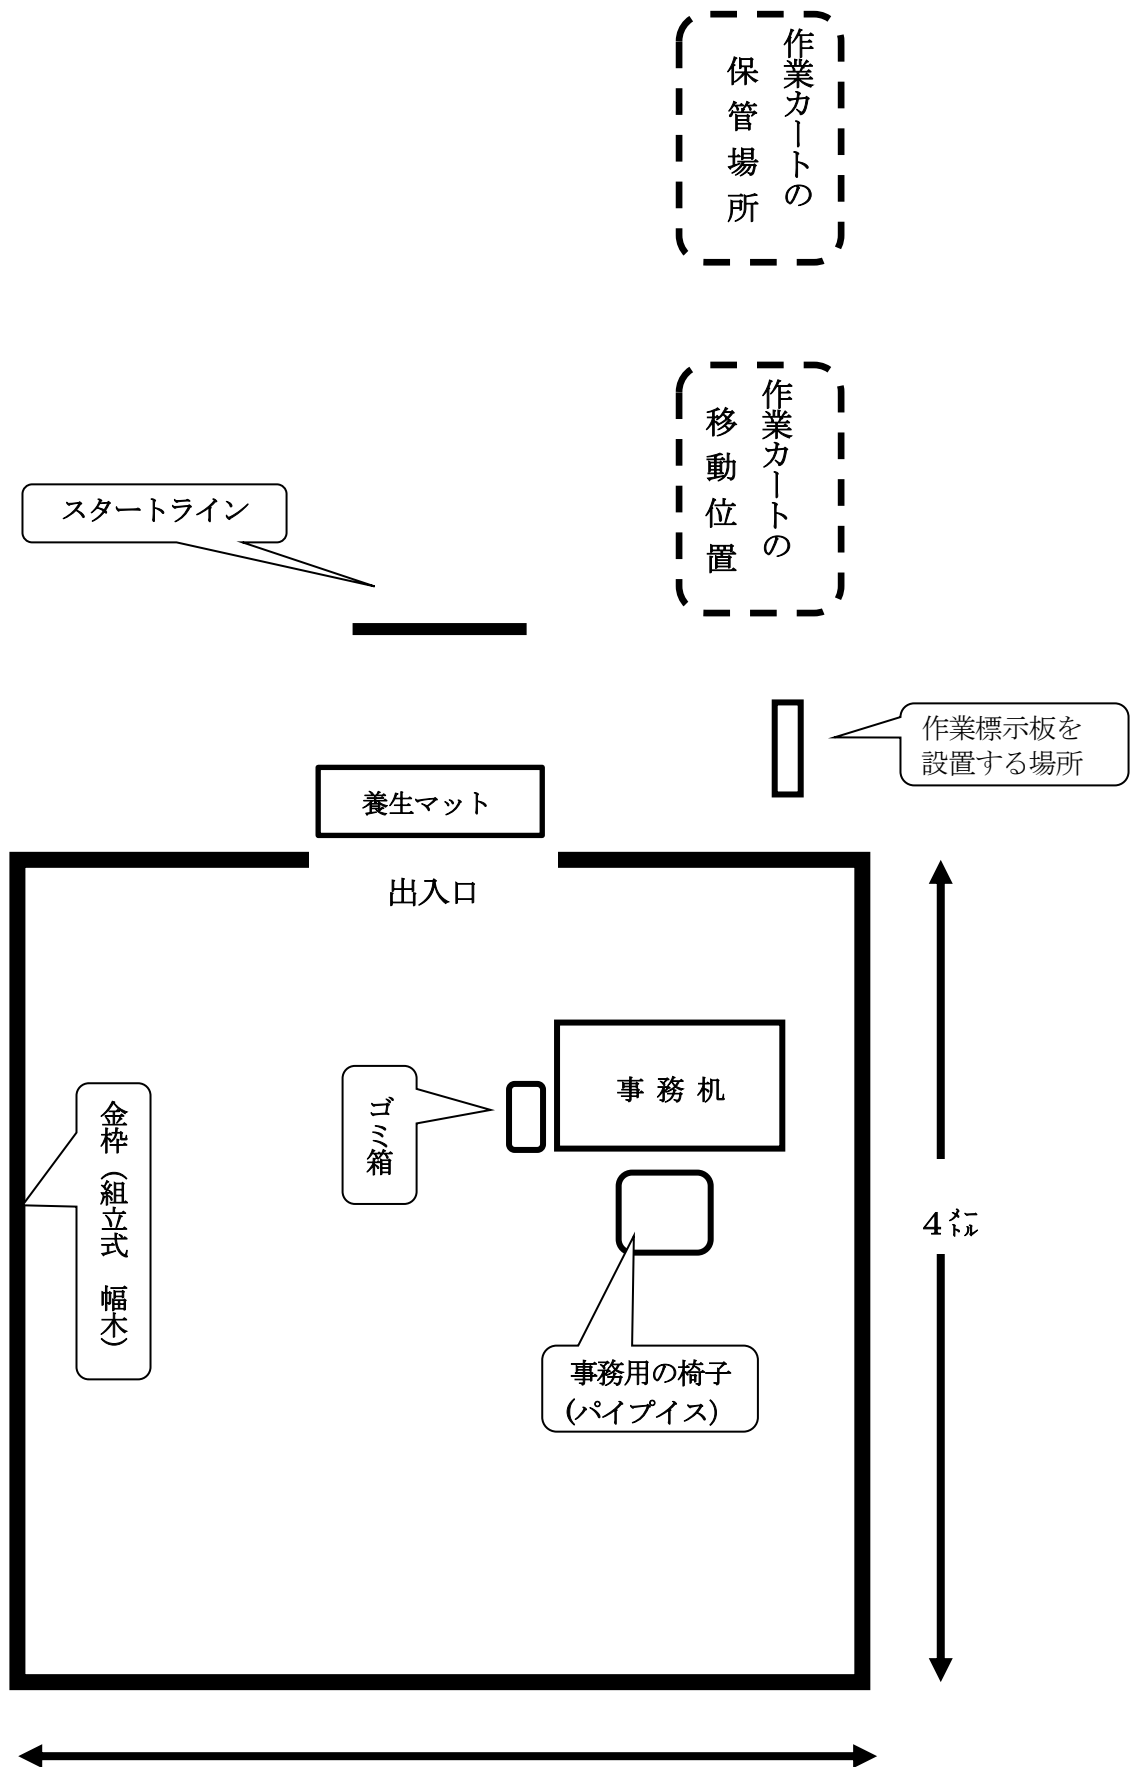 作業カートの
保管場所
作業カートの
移動位置
スタートライン
作業標示板を
設置する場所
養生マット
出入口
事務机
ゴミ箱
金枠（組立式　幅木）
4㍍
事務用の椅子
(パイプイス)